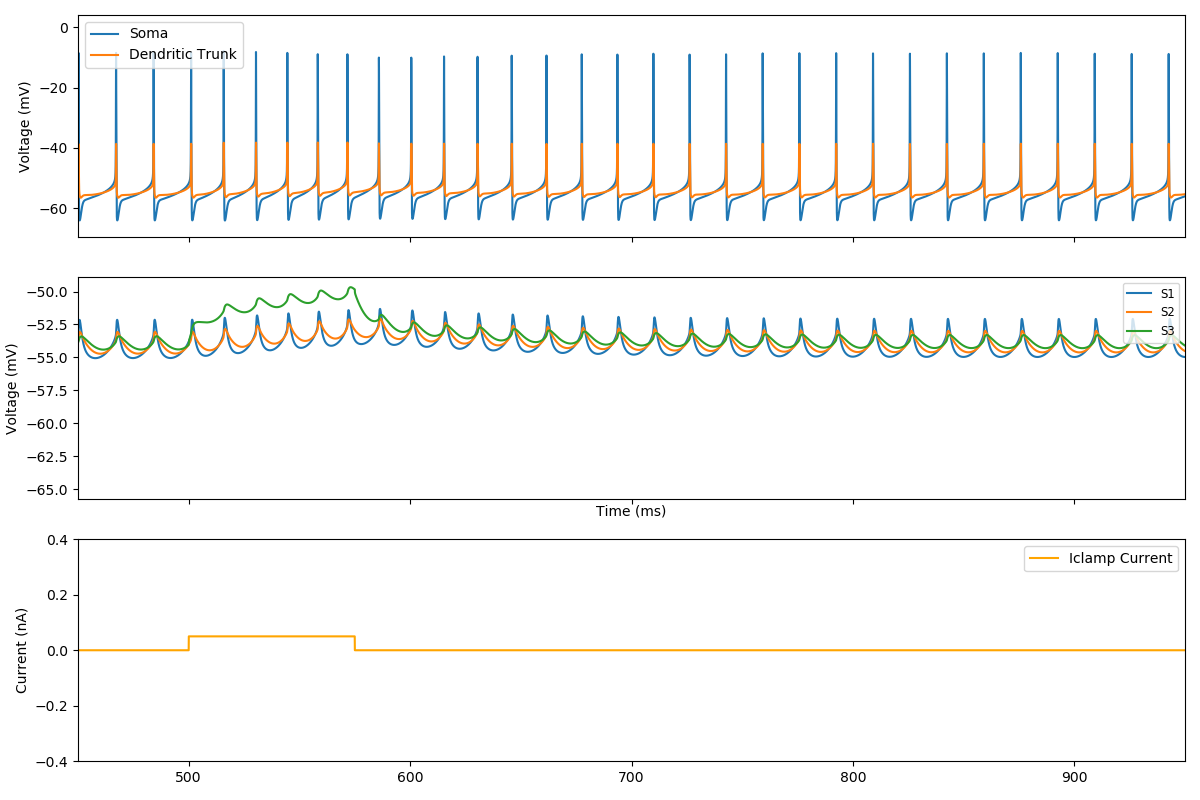 Voltage (mV)
0
−20
−40
−60
Soma
Dendritic Trunk
Voltage (mV)
−50.0
−52.5
−55.0
−57.5
−60.0
−62.5
−65.0
S1
S2
S3
Time (ms)
Current (nA)
0.4
0.2
0.0
−0.2
−0.4
Iclamp Current
500
600
700
800
900